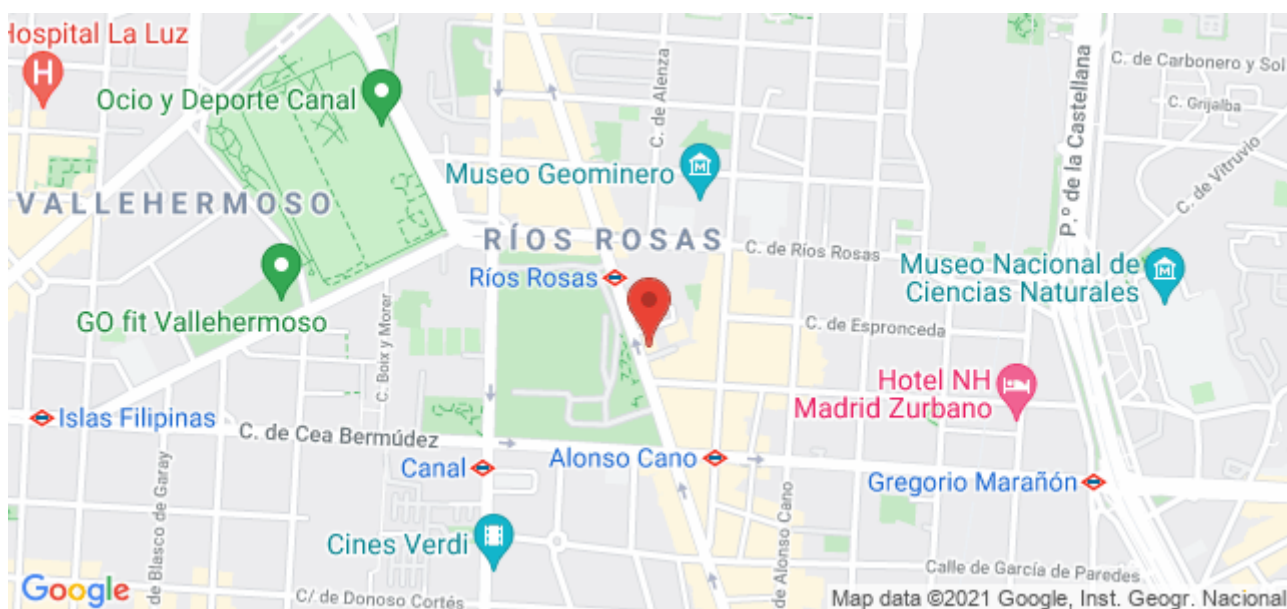 Hospital La Luz
H
Ocio y Deporte Canal
C. de Alenza
P.º de la Castellana
C. de Carbonero y Sol
C. Grijalba
C. de Vitruvio
Museo Geominero
M
VALLEHERMOSO
RÍOS ROSAS
C. de Ríos Rosas
Ríos Rosas
Museo Nacional de
Ciencias Naturales
M
GO fit Vallehermoso
C. Boix y Morer
C. de Espronceda
Hotel NH
Madrid Zurbano
Islas Filipinas
C. de Cea Bermúdez
Canal
Alonso Cano
Gregorio Marañón
de Blasco de Garay
Cines Verdi
de Alonso Cano
Calle de García de Paredes
Google
C/ de Donoso Cortés
Map data ©2021 Google, Inst. Geogr. Nacional